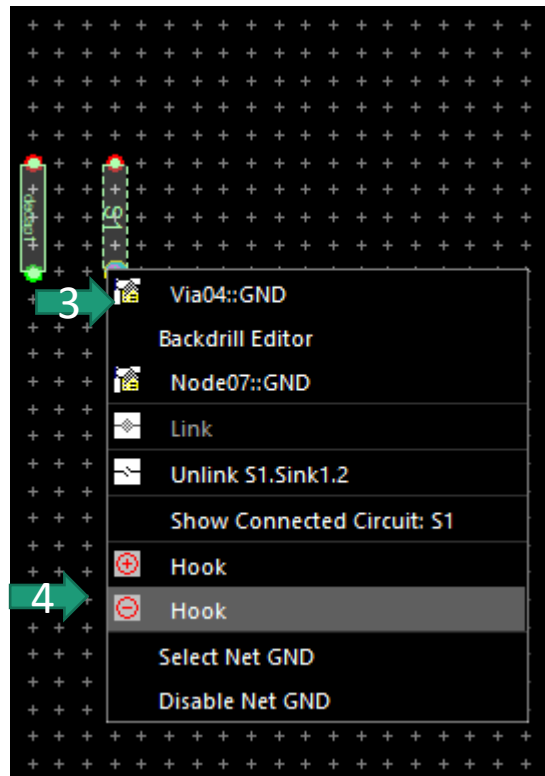 S1
3
Via04::GND
Backdrill Editor
Node07::GND
Link
Unlink S1.Sink1.2
Show Connected Circuit: S1
Hook
4
Hook
Select Net GND
Disable Net GND